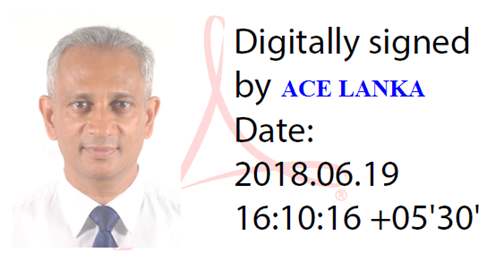 Digitally signed
by ACE LANKA
Date:
2018.06.19
16:10:16 +05'30'